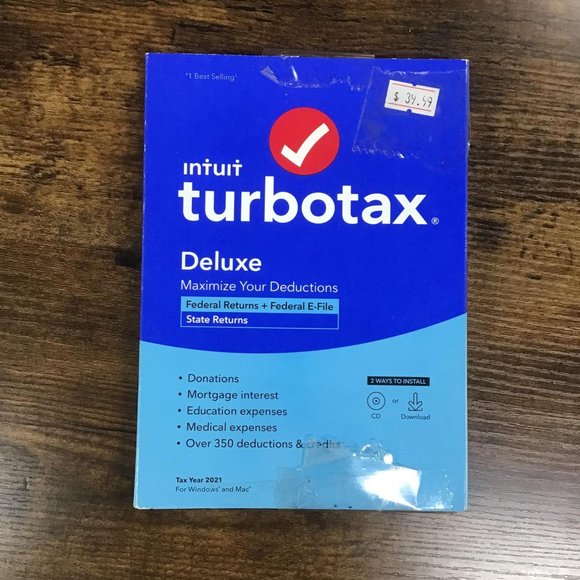 #1 Best Selling¹
$ 39.99
intuit
turbotax®
Deluxe
Maximize Your Deductions
Federal Returns + Federal E-File
State Returns
• Donations
• Mortgage interest
• Education expenses
• Medical expenses
• Over 350 deductions & credits
2 WAYS TO INSTALL
CD or Download
Tax Year 2021
For Windows® and Mac®